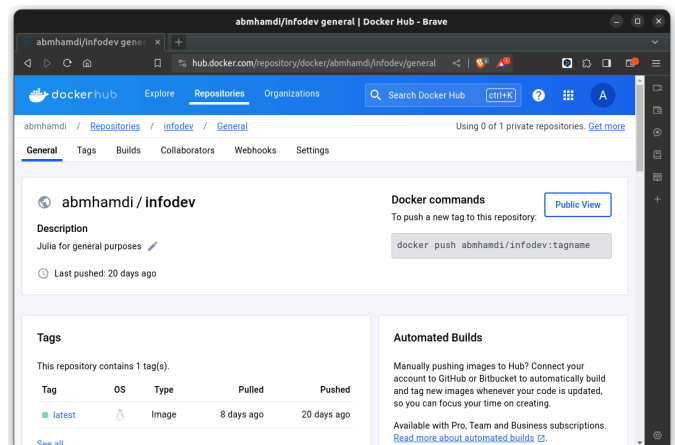 abmhamdi/infodev general | Docker Hub - Brave
abmhamdi/infodev gener
hub.docker.com/repository/docker/abmhamdi/infodev/general
dockerhub Explore Repositories Organizations Search Docker Hub ctrl+K ? A
abmhamdi / Repositories / infodev / General Using 0 of 1 private repositories. Get more
General Tags Builds Collaborators Webhooks Settings
abmhamdi / infodev
Description
Julia for general purposes
Last pushed: 20 days ago
Docker commands
To push a new tag to this repository:
Public View
docker push abmhamdi/infodev:tagname
Tags
This repository contains 1 tag(s).
Tag OS Type Pulled Pushed
latest Image 8 days ago 20 days ago
See all
Automated Builds
Manually pushing images to Hub? Connect your
account to GitHub or Bitbucket to automatically build
and tag new images whenever your code is updated,
so you can focus your time on creating.
Available with Pro, Team and Business subscriptions.
Read more about automated builds